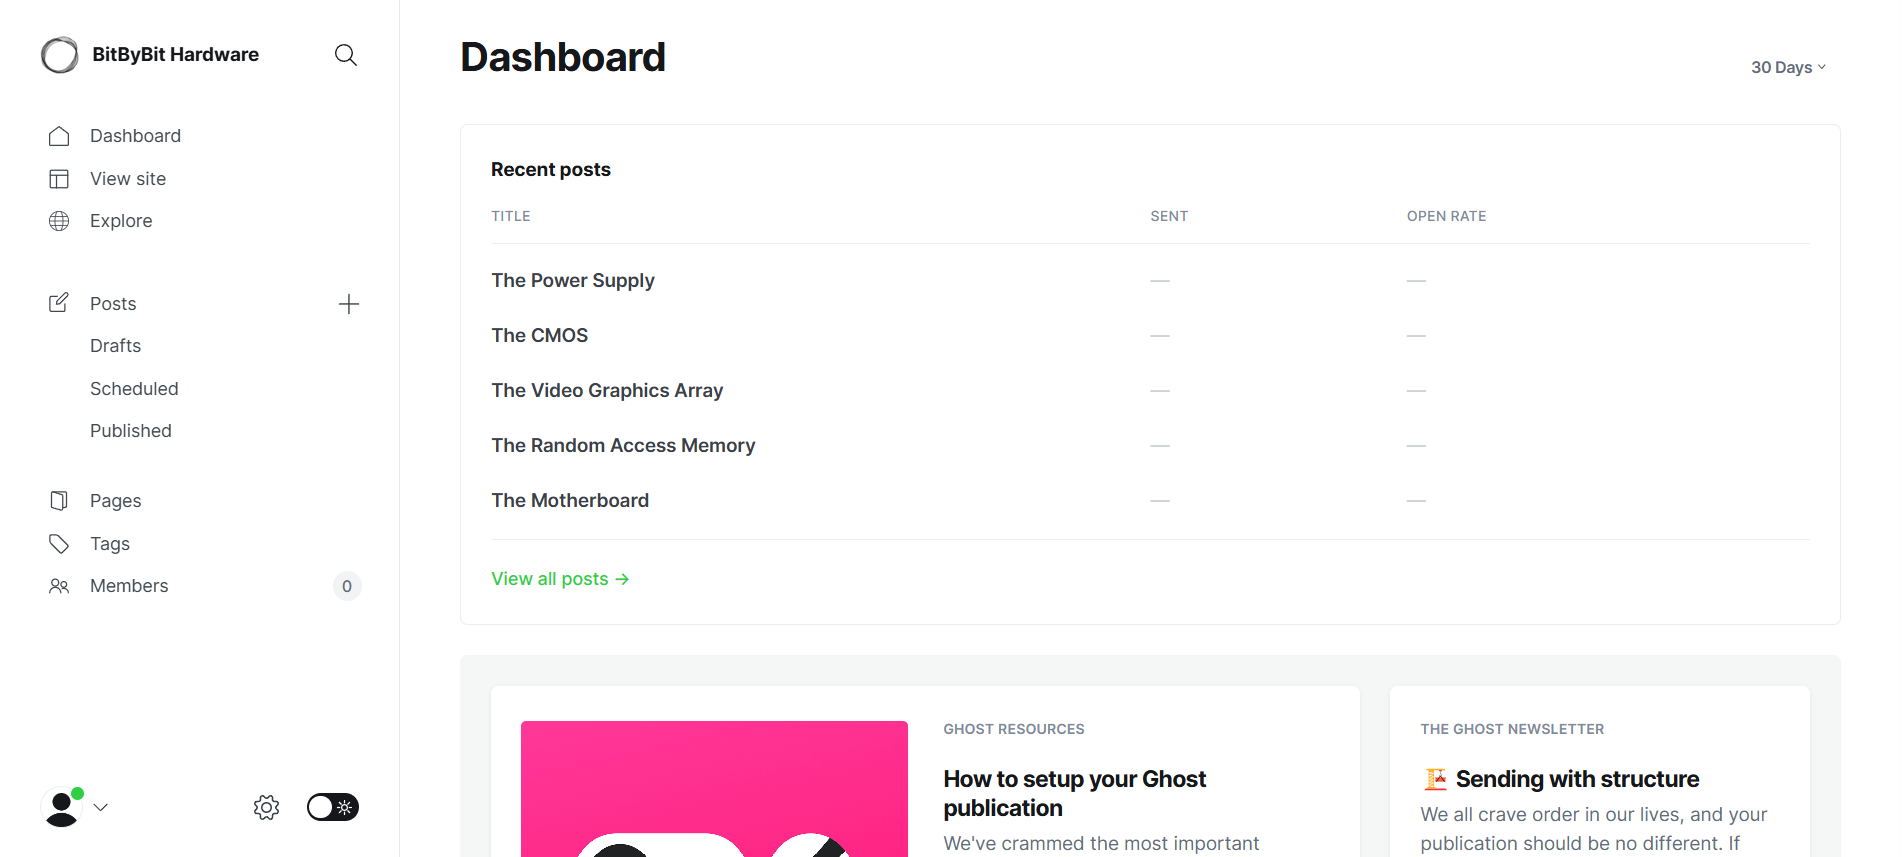 BitByBit Hardware
Dashboard
View site
Explore
Posts
Drafts
Scheduled
Published
Pages
Tags
Members 0
Dashboard
30 Days
Recent posts
TITLE SENT OPEN RATE
The Power Supply — —
The CMOS — —
The Video Graphics Array — —
The Random Access Memory — —
The Motherboard — —
View all posts →
GHOST RESOURCES
How to setup your Ghost
publication
We've crammed the most important
THE GHOST NEWSLETTER
Sending with structure
We all crave order in our lives, and your
publication should be no different. If